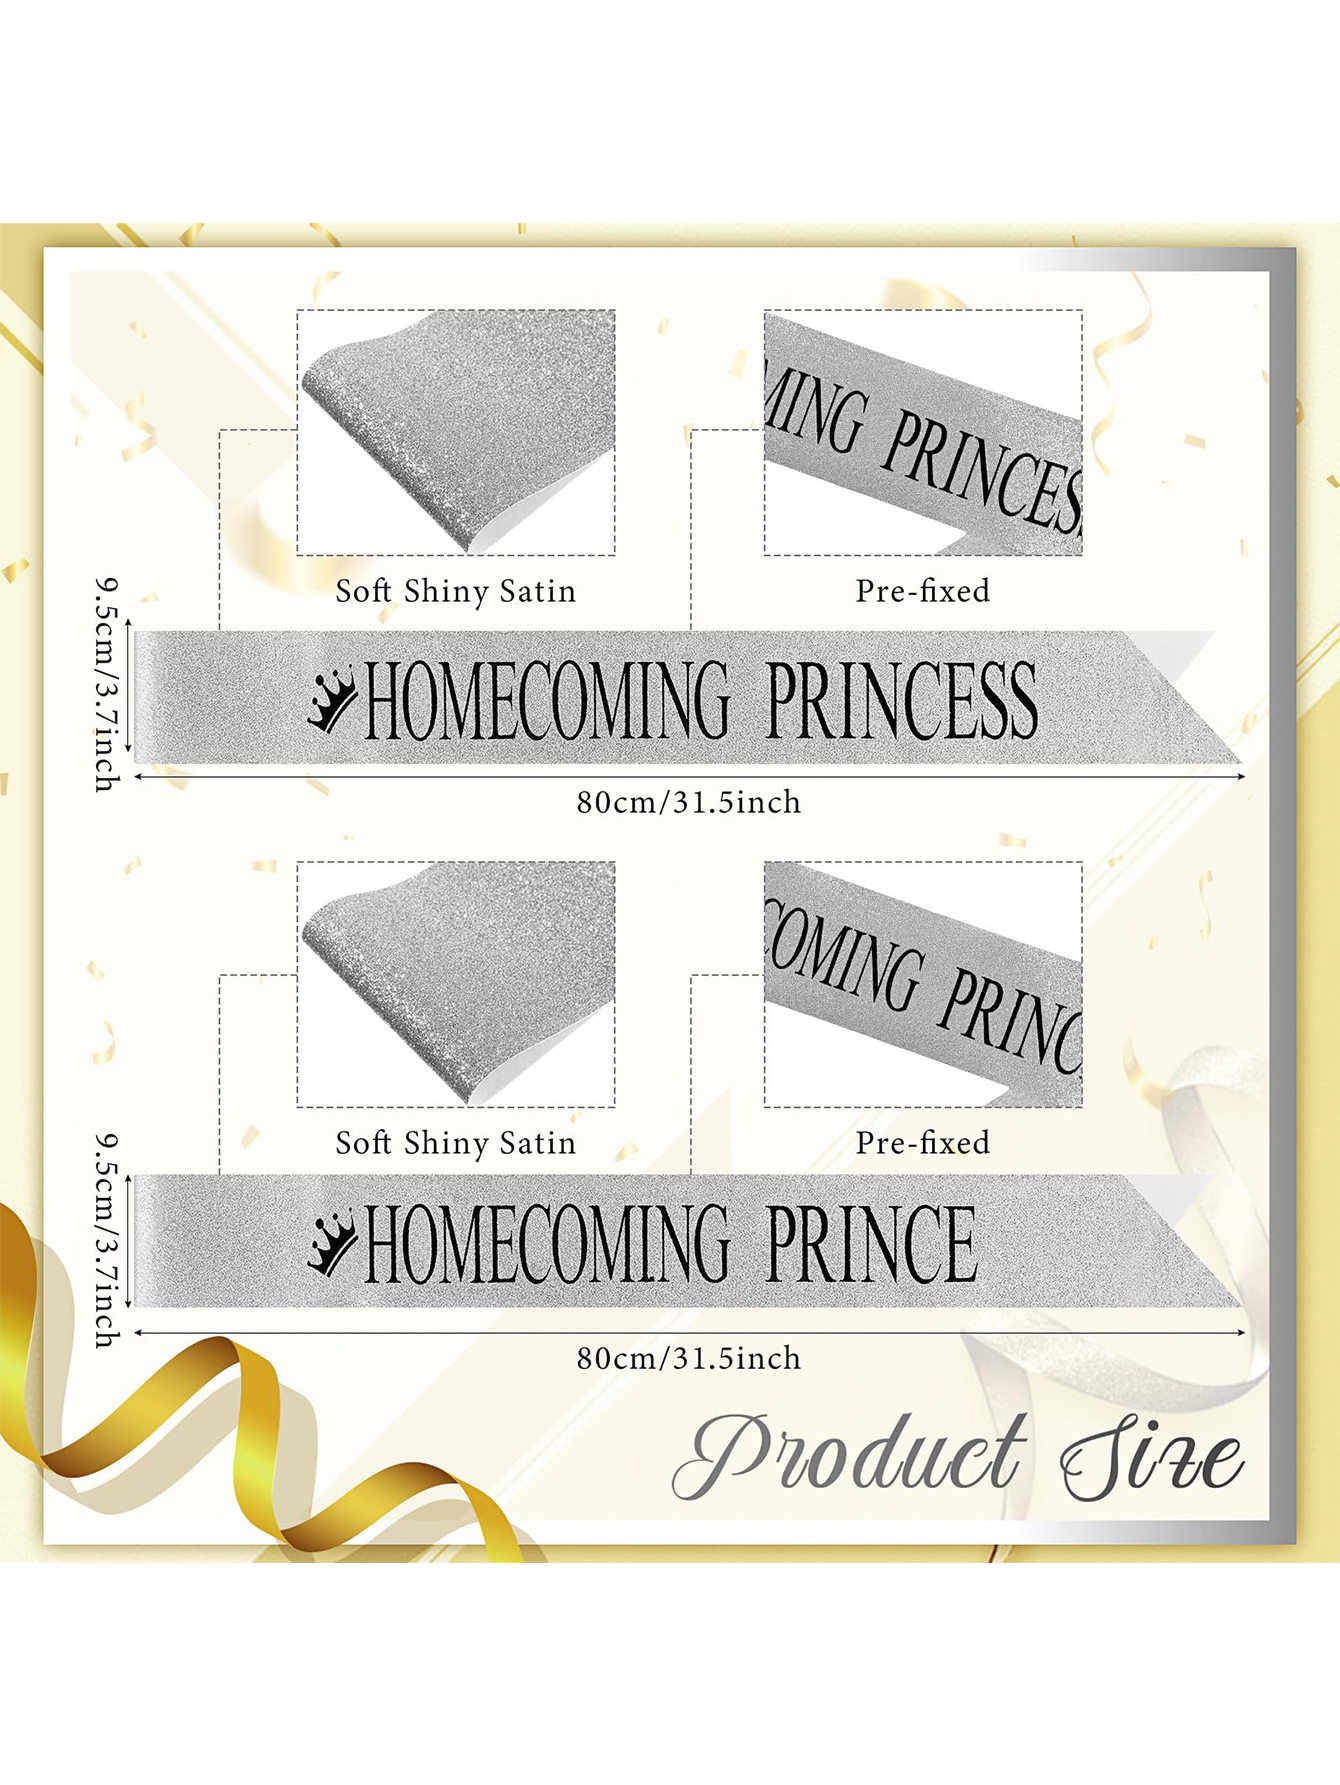 MING PRINCES
Soft Shiny Satin
Pre-fixed
9.5cm/3.7inch
HOMECOMING PRINCESS
80cm/31.5inch
COMING PRINC
Soft Shiny Satin
Pre-fixed
9.5cm/3.7inch
HOMECOMING PRINCE
80cm/31.5inch
Product Size